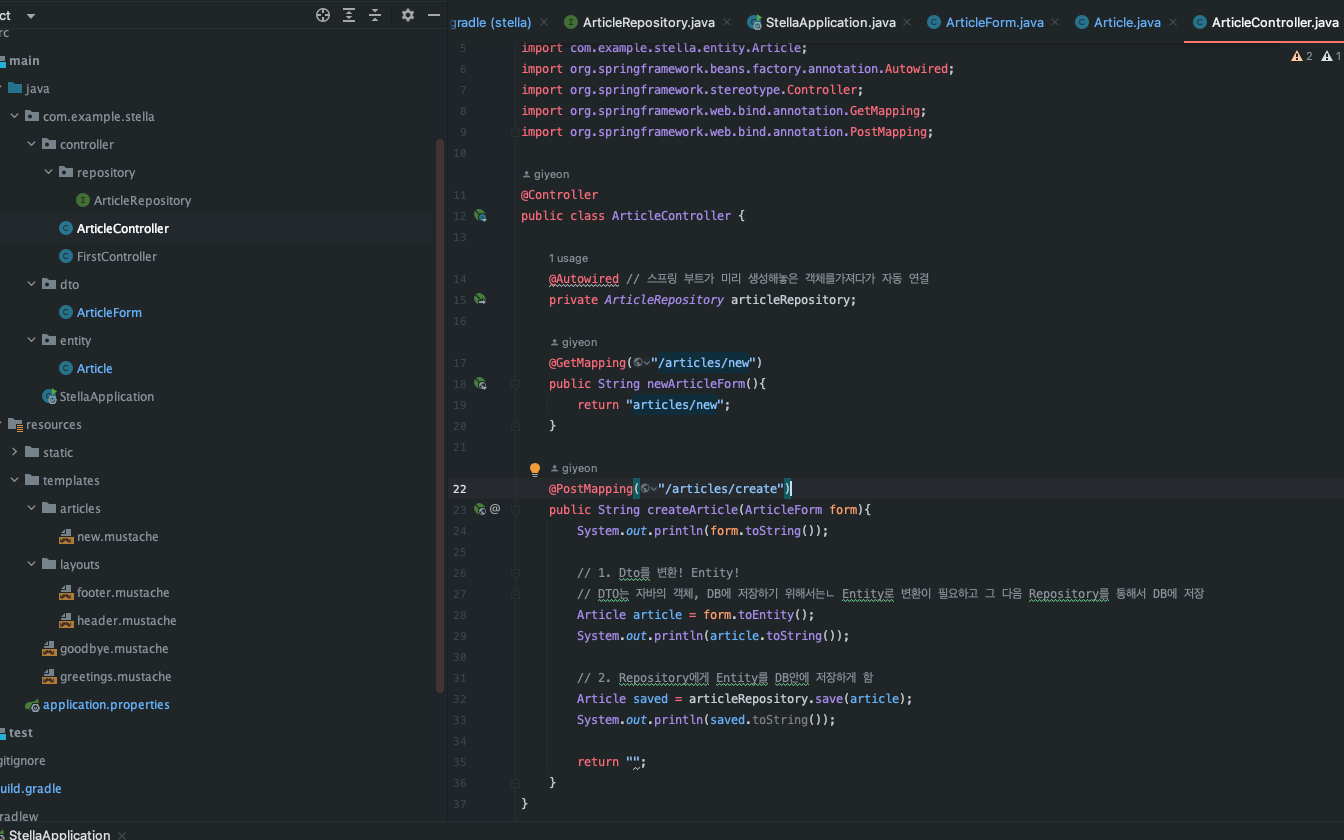 ct
gradle (stella)
ArticleRepository.java
StellaApplication.java
ArticleForm.java
Article.java
ArticleController.java
rc
main
java
com.example.stella
controller
repository
ArticleRepository
ArticleController
FirstController
dto
ArticleForm
entity
Article
StellaApplication
resources
static
templates
articles
new.mustache
layouts
footer.mustache
header.mustache
goodbye.mustache
greetings.mustache
application.properties
test
gitignore
uild.gradle
radlew
StellaApplication
2 1
5 import com.example.stella.entity.Article;
6 import org.springframework.beans.factory.annotation.Autowired;
7 import org.springframework.stereotype.Controller;
8 import org.springframework.web.bind.annotation.GetMapping;
9 import org.springframework.web.bind.annotation.PostMapping;
10
giyeon
11 @Controller
12 public class ArticleController {
13
1 usage
14 @Autowired // 스프링 부트가 미리 생성해놓은 객체를가져다가 자동 연결
15 private ArticleRepository articleRepository;
16
giyeon
17 @GetMapping("/articles/new")
18 public String newArticleForm(){
19 return "articles/new";
20 }
21
giyeon
22 @PostMapping("/articles/create")
23 @ public String createArticle(ArticleForm form){
24 System.out.println(form.toString());
25
26 // 1. Dto를 변환! Entity!
27 // DTO는 자바의 객체, DB에 저장하기 위해서는ㄴ Entity로 변환이 필요하고 그 다음 Repository를 통해서 DB에 저장
28 Article article = form.toEntity();
29 System.out.println(article.toString());
30
31 // 2. Repository에게 Entity를 DB안에 저장하게 함
32 Article saved = articleRepository.save(article);
33 System.out.println(saved.toString());
34
35 return "";
36 }
37 }